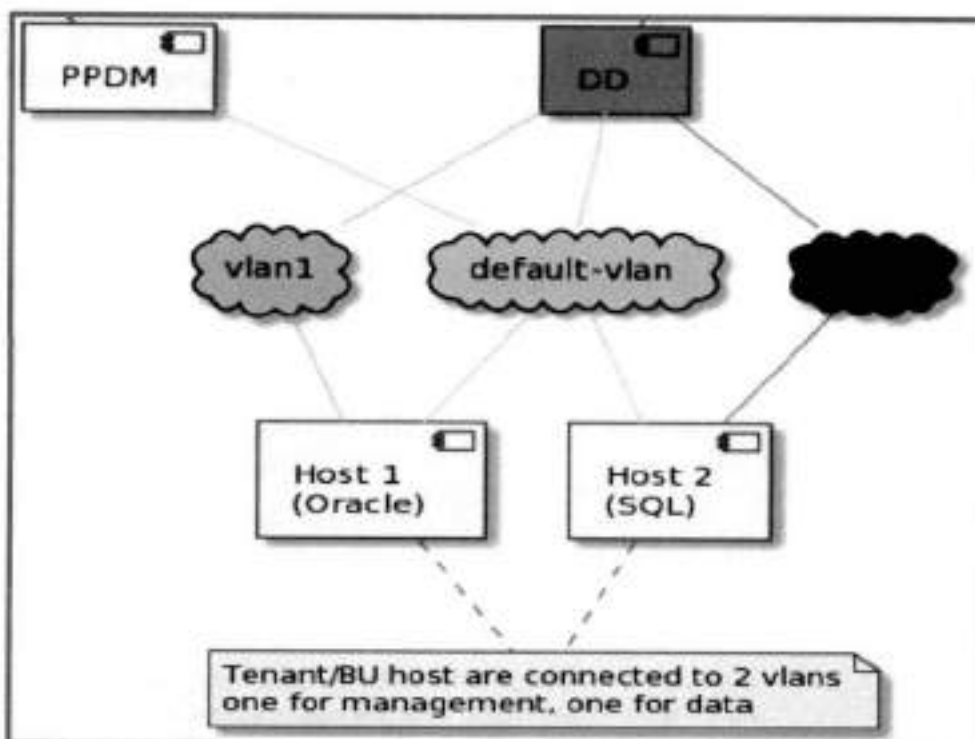 PPDM
DD
vlan1
default-vlan
Host 1
(Oracle)
Host 2
(SQL)
Tenant/BU host are connected to 2 vlans
one for management, one for data